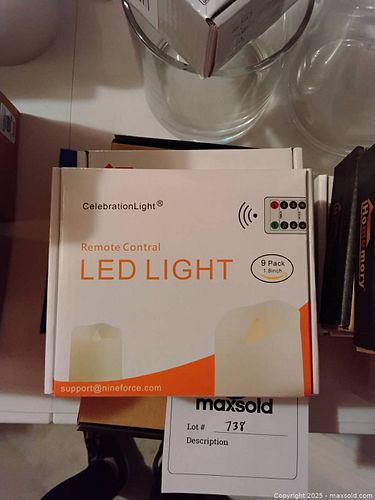 CelebrationLight®
Remote Contral
LED LIGHT
9 Pack
1.8inch
support@nineforce.com
maxsold
Lot # 738
Description
Homemory
Copyright © 2025 - maxsold.com